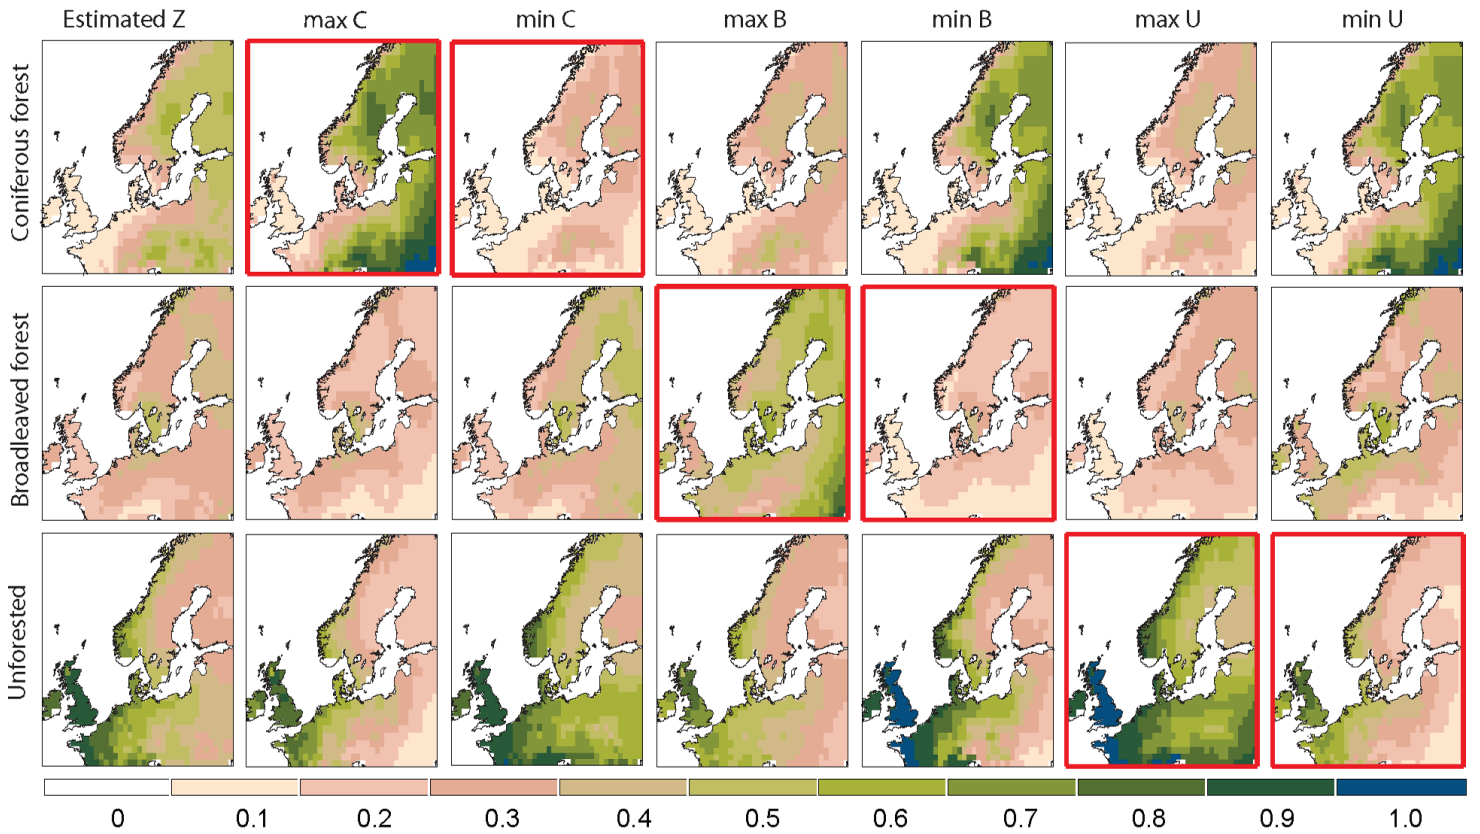 Estimated Z max C min C max B min B max U min U
Coniferous forest
Broadleaved forest
Unforested
0 0.1 0.2 0.3 0.4 0.5 0.6 0.7 0.8 0.9 1.0